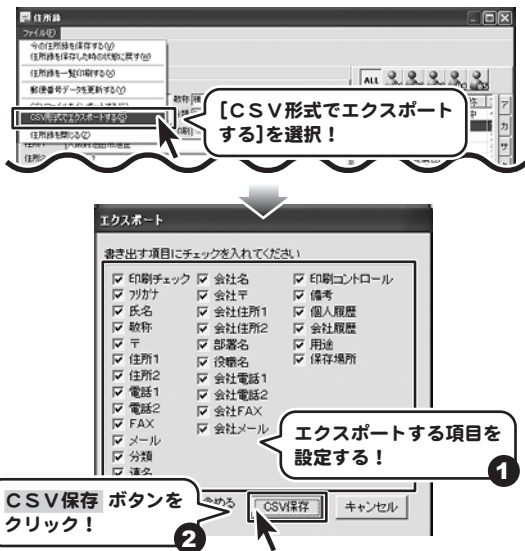 住所録
ファイル(F)
今の住所録を保存する(V)
住所録を保存した時の状態に戻す(W)
住所録を一覧印刷する(X)
郵便番号データを更新する(Y)
CSV形式でエクスポートする(S)
住所録を閉じる(Z)
敬称
ALL
ア
カ
サ
[CSV形式でエクスポート
する]を選択！
エクスポート
書き出す項目にチェックを入れてください
印刷チェック 会社名 印刷コントロール
フリガナ 会社〒 備考
氏名 会社住所1 個人履歴
敬称 会社住所2 会社履歴
〒 部署名 用途
住所1 役職名 保存場所
住所2 会社電話1
電話1 会社電話2
電話2 会社FAX
FAX 会社メール
メール
分類
連名
エクスポートする項目を
設定する！
1
含める CSV保存 キャンセル
CSV保存 ボタンを
クリック！
2